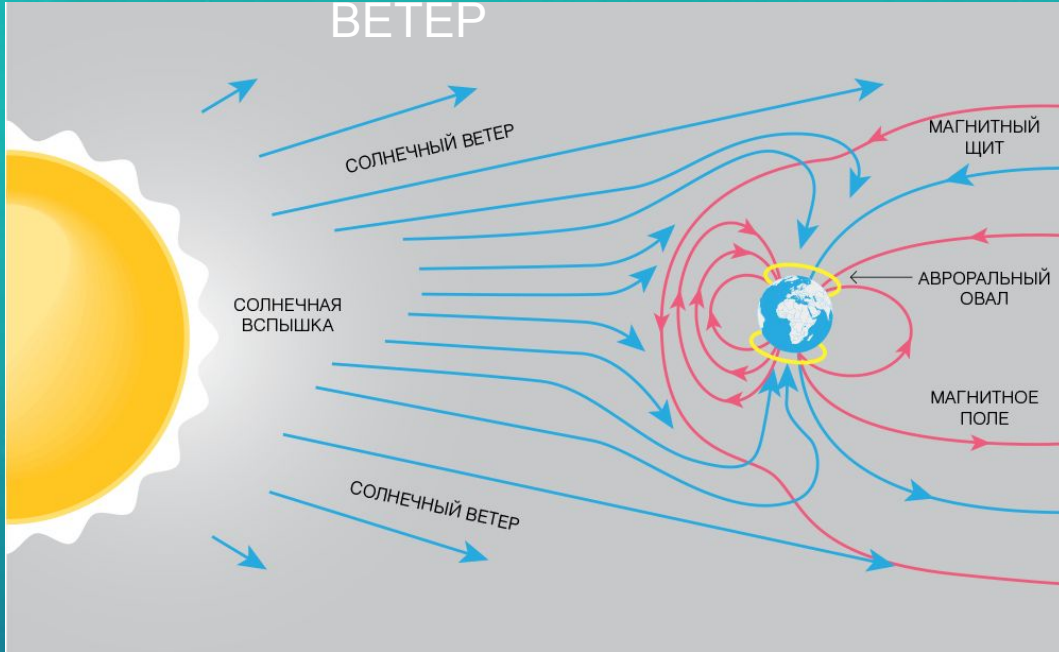 ВЕТЕР
СОЛНЕЧНЫЙ ВЕТЕР
МАГНИТНЫЙ
ЩИТ
АВРОРАЛЬНЫЙ
ОВАЛ
СОЛНЕЧНАЯ
ВСПЫШКА
МАГНИТНОЕ
ПОЛЕ
СОЛНЕЧНЫЙ ВЕТЕР